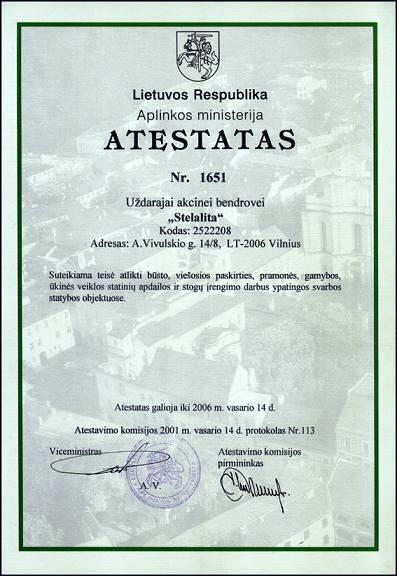 Lietuvos Respublika
Aplinkos ministerija
ATESTATAS
Nr. 1651
Uždarajai akcinei bendrovei
„Stelalita“
Kodas: 2522208
Adresas: A.Vivulskio g. 14/8, LT-2006 Vilnius
Suteikiama teisė atlikti būsto, viešosios paskirties, pramonės, gamybos,
ūkinės veiklos statinių apdailos ir stogų įrengimo darbus ypatingos svarbos
statybos objektuose.
Atestatas galioja iki 2006 m. vasario 14 d.
Atestavimo komisijos 2001 m. vasario 14 d. protokolas Nr.113
Viceministras
Atestavimo komisijos
pirmininkas
A.V.